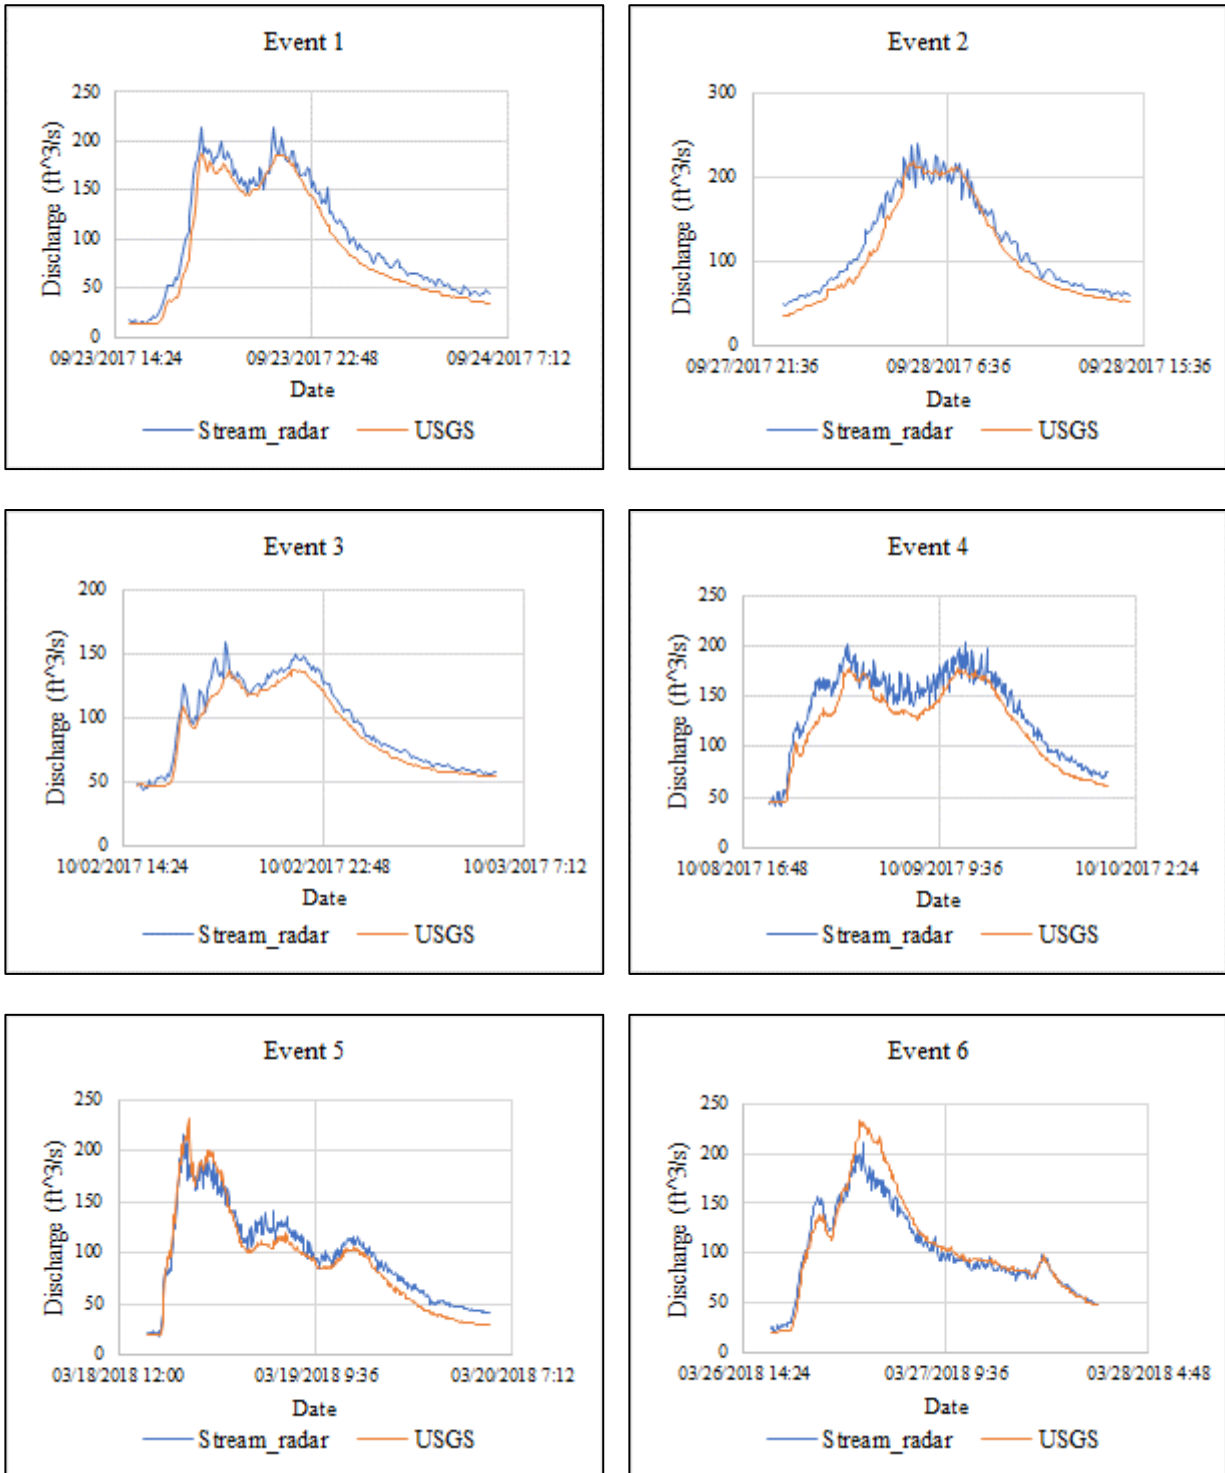 Event 1
250
200
150
100
50
0
Discharge (ft^3/s)
09/23/2017 14:24 09/23/2017 22:48 09/24/2017 7:12
Date
Stream_radar USGS
Event 2
300
200
100
0
Discharge (ft^3/s)
09/27/2017 21:36 09/28/2017 6:36 09/28/2017 15:36
Date
Stream_radar USGS
Event 3
200
150
100
50
0
Discharge (ft^3/s)
10/02/2017 14:24 10/02/2017 22:48 10/03/2017 7:12
Date
Stream_radar USGS
Event 4
250
200
150
100
50
0
Discharge (ft^3/s)
10/08/2017 16:48 10/09/2017 9:36 10/10/2017 2:24
Date
Stream_radar USGS
Event 5
250
200
150
100
50
0
Discharge (ft^3/s)
03/18/2018 12:00 03/19/2018 9:36 03/20/2018 7:12
Date
Stream_radar USGS
Event 6
250
200
150
100
50
0
Discharge (ft^3/s)
03/26/2018 14:24 03/27/2018 9:36 03/28/2018 4:48
Date
Stream_radar USGS